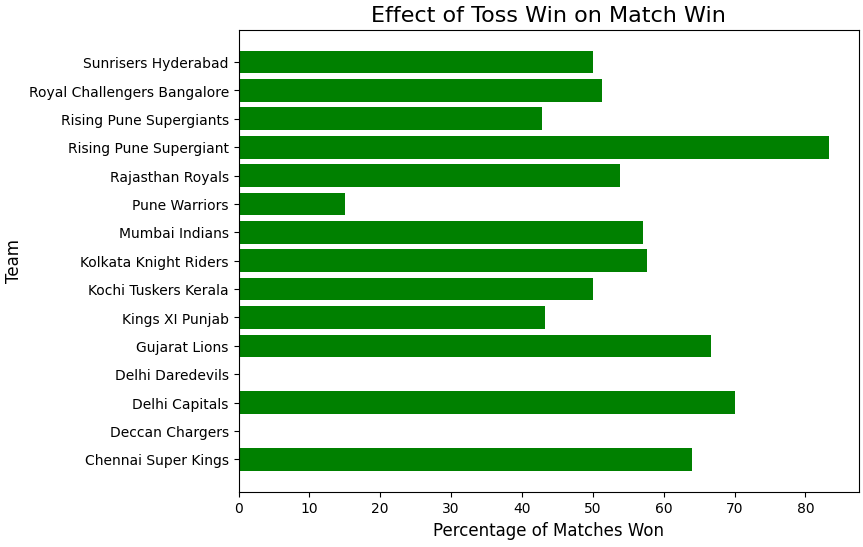 Effect of Toss Win on Match Win
Team
Sunrisers Hyderabad
Royal Challengers Bangalore
Rising Pune Supergiants
Rising Pune Supergiant
Rajasthan Royals
Pune Warriors
Mumbai Indians
Kolkata Knight Riders
Kochi Tuskers Kerala
Kings XI Punjab
Gujarat Lions
Delhi Daredevils
Delhi Capitals
Deccan Chargers
Chennai Super Kings
0 10 20 30 40 50 60 70 80
Percentage of Matches Won